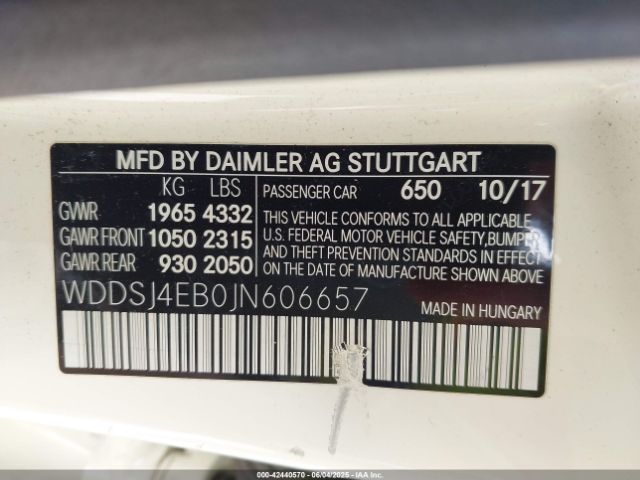 MFD BY DAIMLER AG STUTTGART
KG LBS
GVWR 1965 4332
GAWR FRONT 1050 2315
GAWR REAR 930 2050
PASSENGER CAR 650 10/17
THIS VEHICLE CONFORMS TO ALL APPLICABLE
U.S. FEDERAL MOTOR VEHICLE SAFETY,BUMPER,
AND THEFT PREVENTION STANDARDS IN EFFECT
ON THE DATE OF MANUFACTURE SHOWN ABOVE.
WDDSJ4EB0JN606657
MADE IN HUNGARY
000-42440570 - 06/04/2025 - IAAI COPYRIGHT